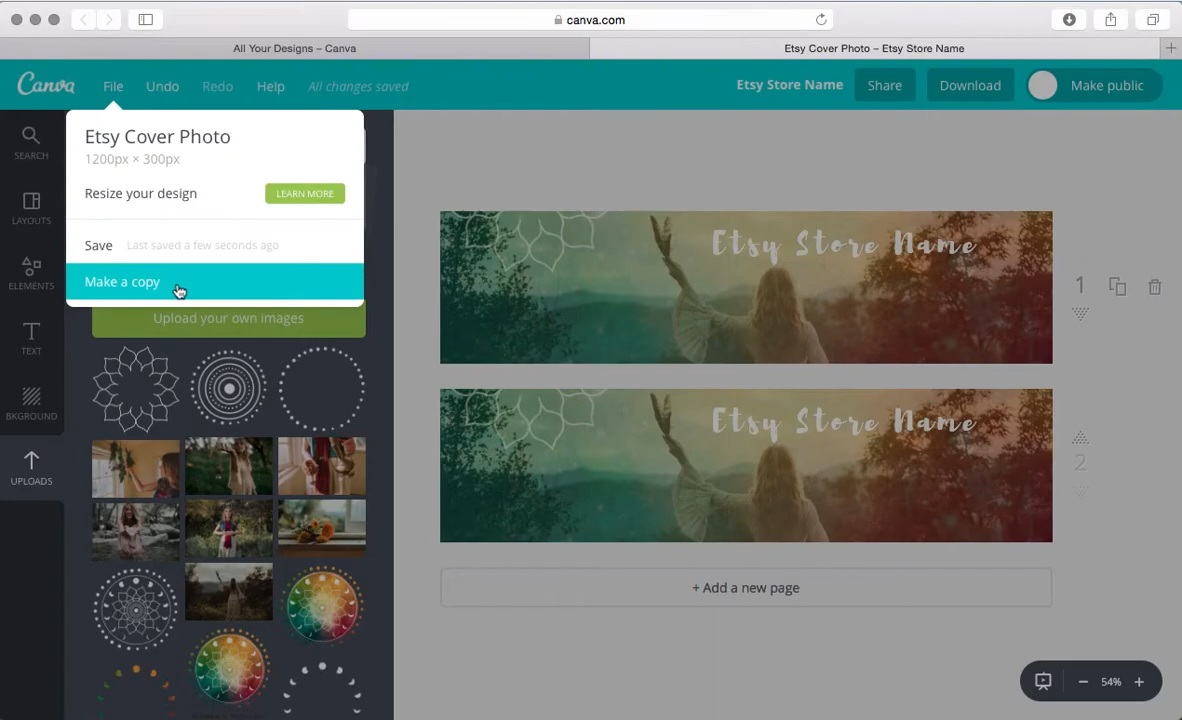 canva.com
All Your Designs – Canva
Etsy Cover Photo – Etsy Store Name
Canva
File
Undo
Redo
Help
All changes saved
Etsy Store Name
Share
Download
Make public
SEARCH
LAYOUTS
ELEMENTS
TEXT
BKGROUND
UPLOADS
Etsy Cover Photo
1200px × 300px
Resize your design
LEARN MORE
Save
Last saved a few seconds ago
Make a copy
Upload your own images
Etsy Store Name
1
Etsy Store Name
2
+ Add a new page
54%